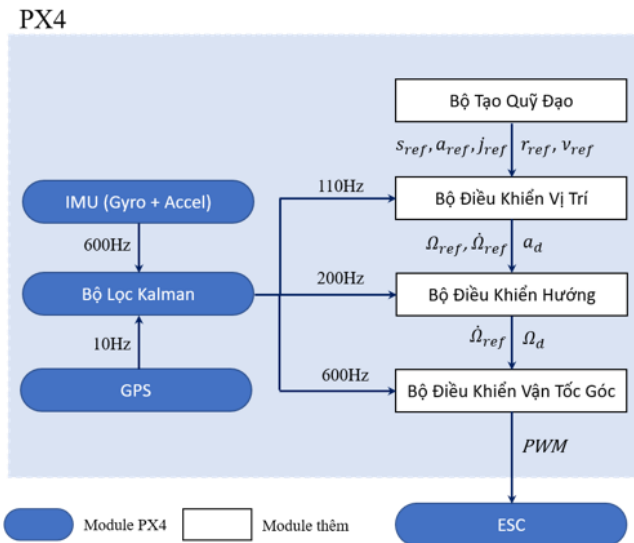 PX4
Bộ Tạo Quỹ Đạo
s_ref, a_ref, j_ref r_ref, v_ref
IMU (Gyro + Accel)
110Hz
Bộ Điều Khiển Vị Trí
600Hz
Ω_ref, Ω̇_ref a_d
Bộ Lọc Kalman
200Hz
Bộ Điều Khiển Hướng
10Hz
Ω̇_ref Ω_d
GPS
600Hz
Bộ Điều Khiển Vận Tốc Góc
PWM
Module PX4
Module thêm
ESC